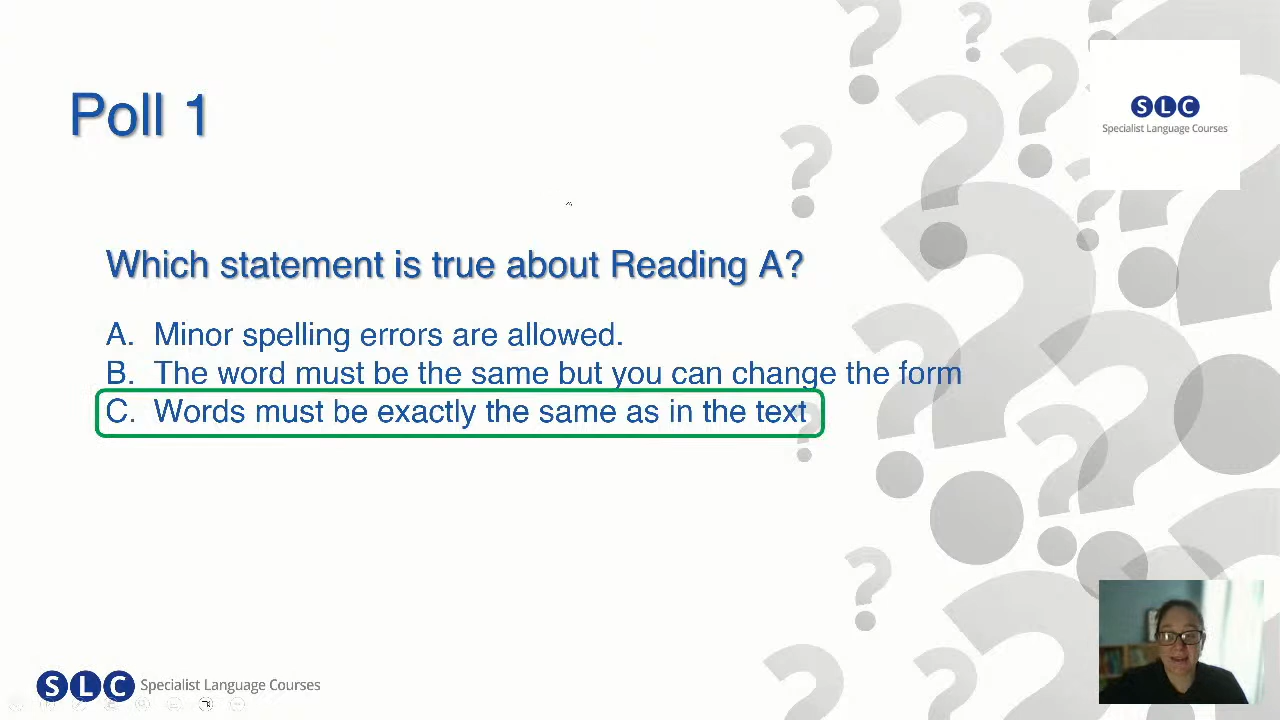 Poll 1
SLC
Specialist Language Courses
Which statement is true about Reading A?
A. Minor spelling errors are allowed.
B. The word must be the same but you can change the form
C. Words must be exactly the same as in the text
SLC Specialist Language Courses